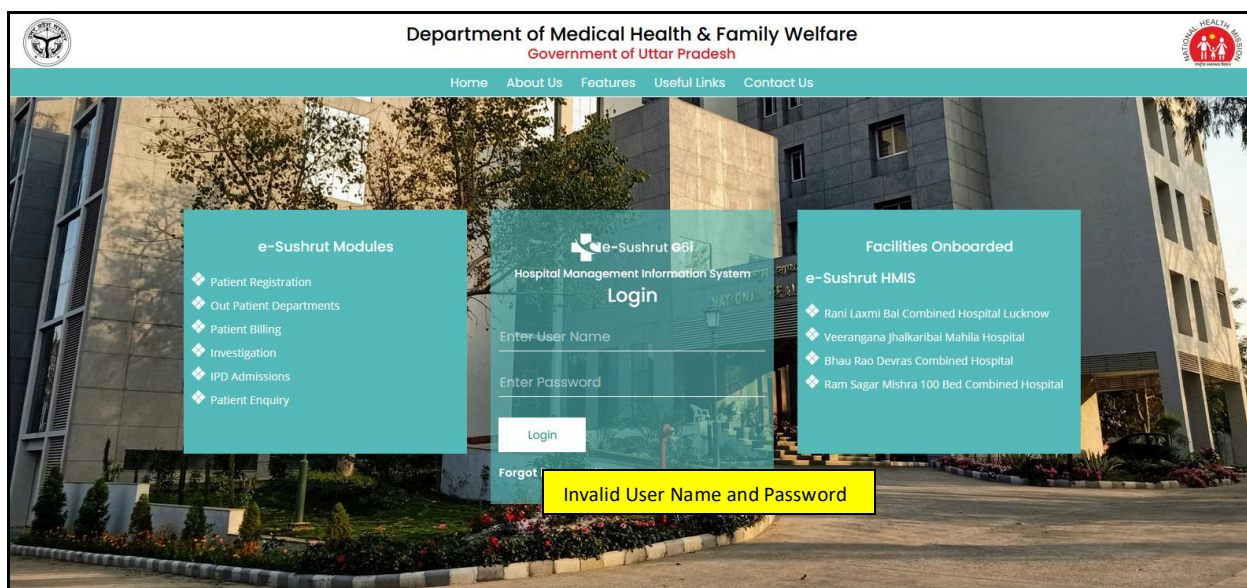 Department of Medical Health & Family Welfare
Government of Uttar Pradesh
NATIONAL HEALTH MISSION
Home About Us Features Useful Links Contact Us
e-Sushrut Modules
Patient Registration
Out Patient Departments
Patient Billing
Investigation
IPD Admissions
Patient Enquiry
e-Sushrut G6i
Hospital Management Information System
Login
Enter User Name
Enter Password
Login
Forgot
Invalid User Name and Password
Facilities Onboarded
e-Sushrut HMIS
Rani Laxmi Bai Combined Hospital Lucknow
Veerangana Jhalkaribai Mahila Hospital
Bhau Rao Devras Combined Hospital
Ram Sagar Mishra 100 Bed Combined Hospital